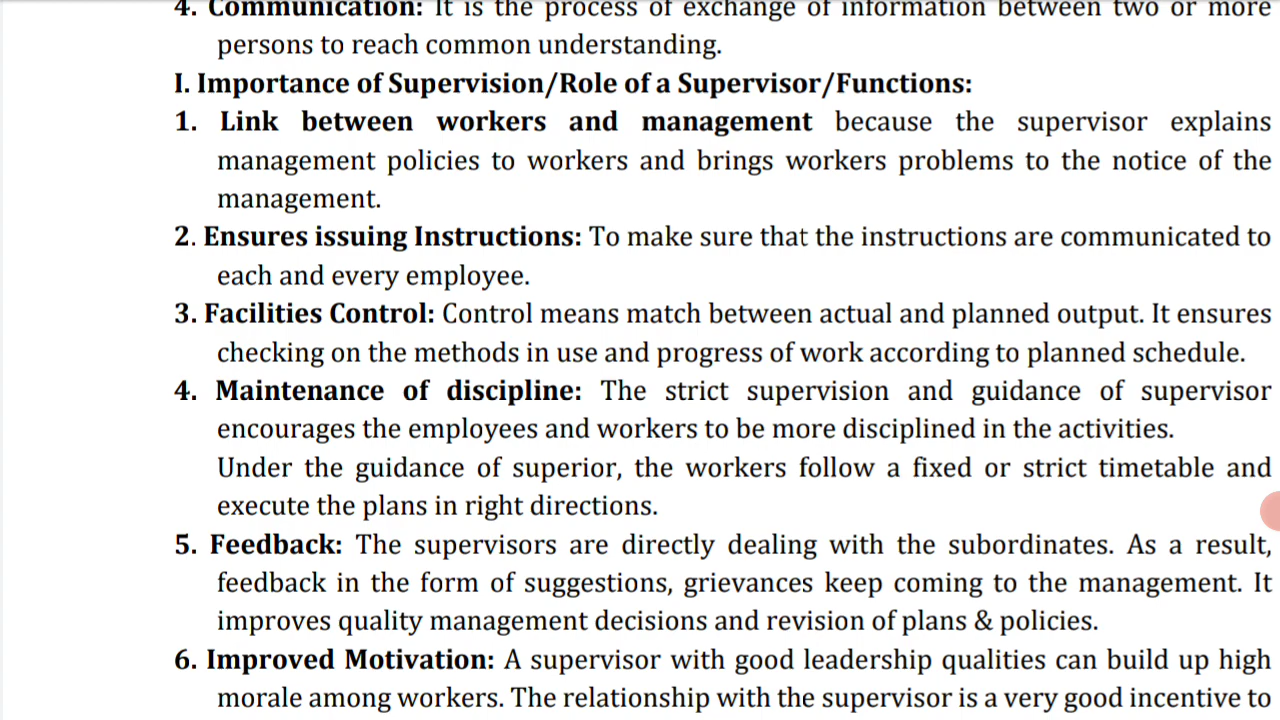 4. Communication: It is the process of exchange of information between two or more
persons to reach common understanding.
I. Importance of Supervision/Role of a Supervisor/Functions:
1. Link between workers and management because the supervisor explains
management policies to workers and brings workers problems to the notice of the
management.
2. Ensures issuing Instructions: To make sure that the instructions are communicated to
each and every employee.
3. Facilities Control: Control means match between actual and planned output. It ensures
checking on the methods in use and progress of work according to planned schedule.
4. Maintenance of discipline: The strict supervision and guidance of supervisor
encourages the employees and workers to be more disciplined in the activities.
Under the guidance of superior, the workers follow a fixed or strict timetable and
execute the plans in right directions.
5. Feedback: The supervisors are directly dealing with the subordinates. As a result,
feedback in the form of suggestions, grievances keep coming to the management. It
improves quality management decisions and revision of plans & policies.
6. Improved Motivation: A supervisor with good leadership qualities can build up high
morale among workers. The relationship with the supervisor is a very good incentive to